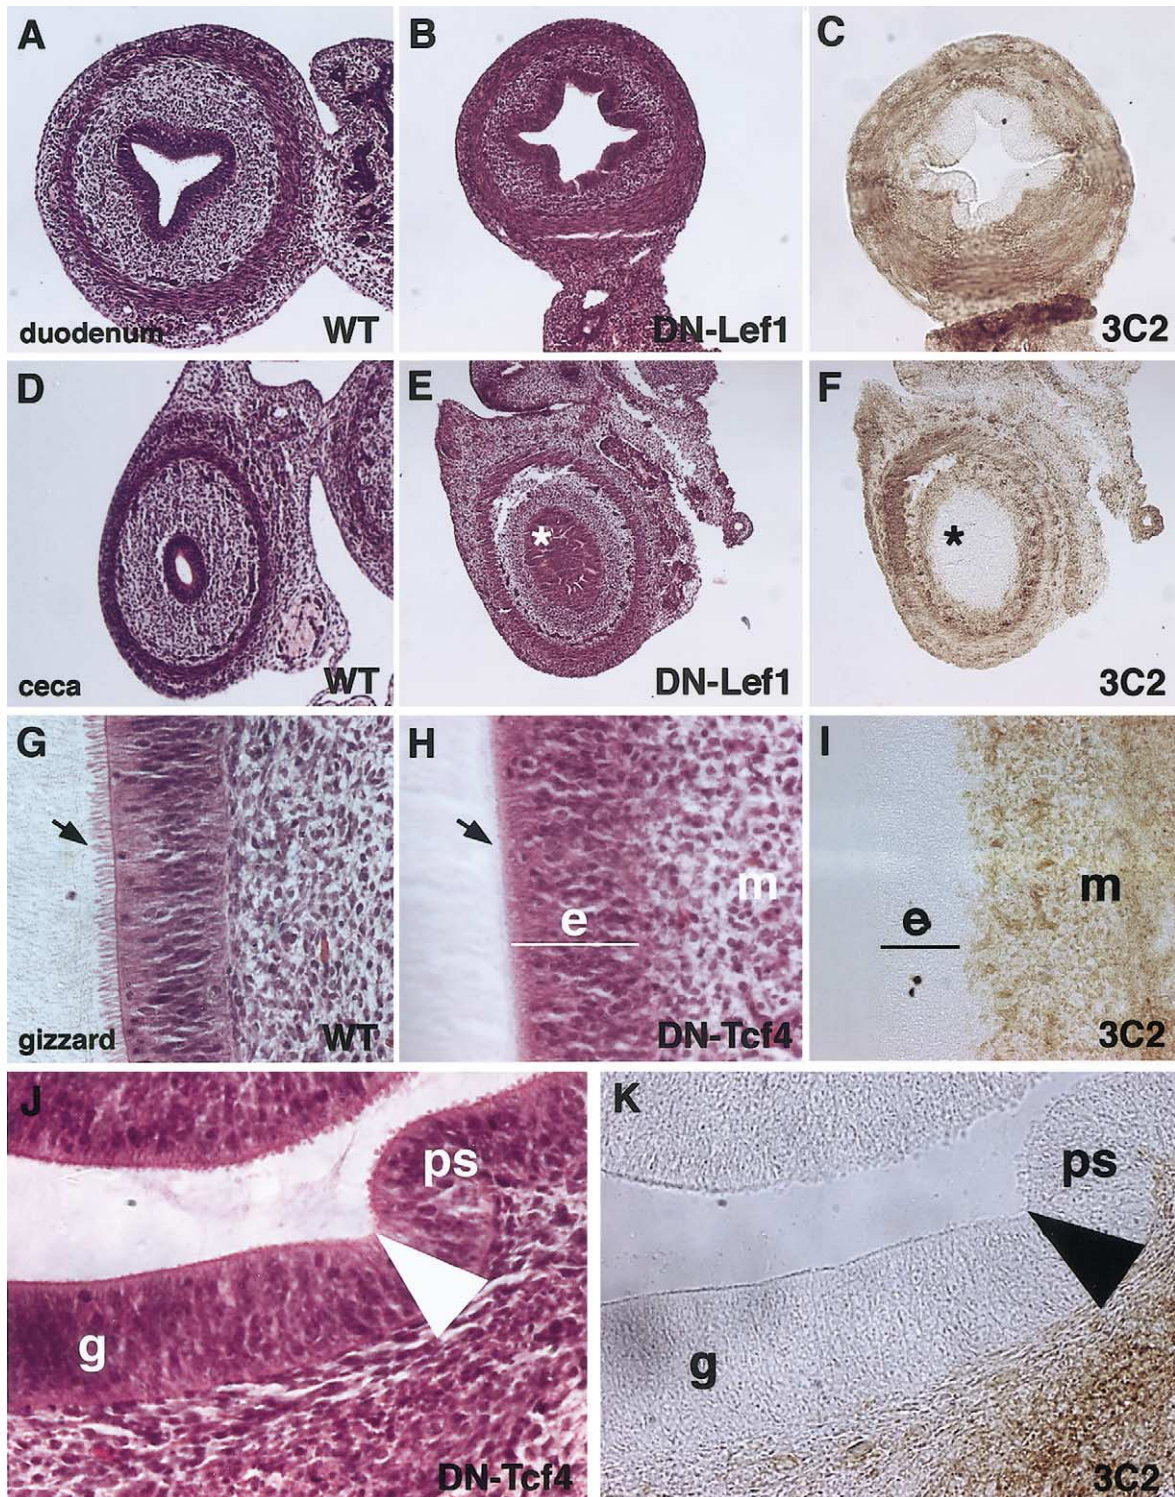 A
duodenum WT
B
DN-Lef1
C
3C2
D
ceca WT
E
*
DN-Lef1
F
*
3C2
G
gizzard WT
H
m
e
DN-Tcf4
I
m
e
3C2
J
ps
g
DN-Tcf4
K
ps
g
3C2